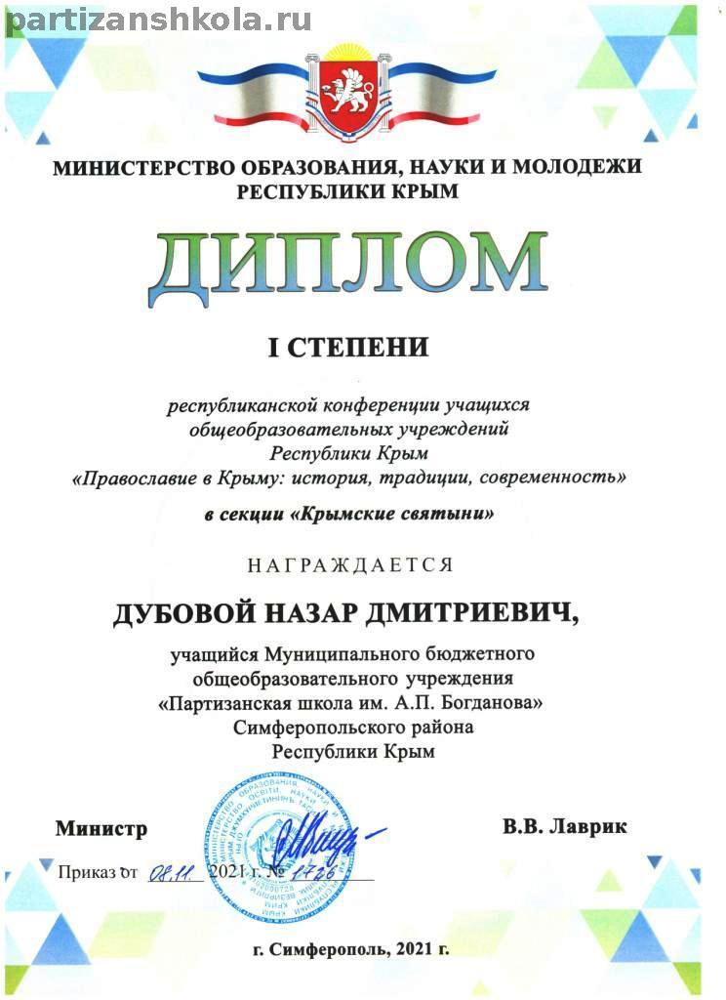 partizanshkola.ru
МИНИСТЕРСТВО ОБРАЗОВАНИЯ, НАУКИ И МОЛОДЕЖИ
РЕСПУБЛИКИ КРЫМ
ДИПЛОМ
I СТЕПЕНИ
республиканской конференции учащихся
общеобразовательных учреждений
Республики Крым
«Православие в Крыму: история, традиции, современность»
в секции «Крымские святыни»
НАГРАЖДАЕТСЯ
ДУБОВОЙ НАЗАР ДМИТРИЕВИЧ,
учащийся Муниципального бюджетного
общеобразовательного учреждения
«Партизанская школа им. А.П. Богданова»
Симферопольского района
Республики Крым
Министр
В.В. Лаврик
Приказ от 08.11. 2021 г. № 1726
г. Симферополь, 2021 г.